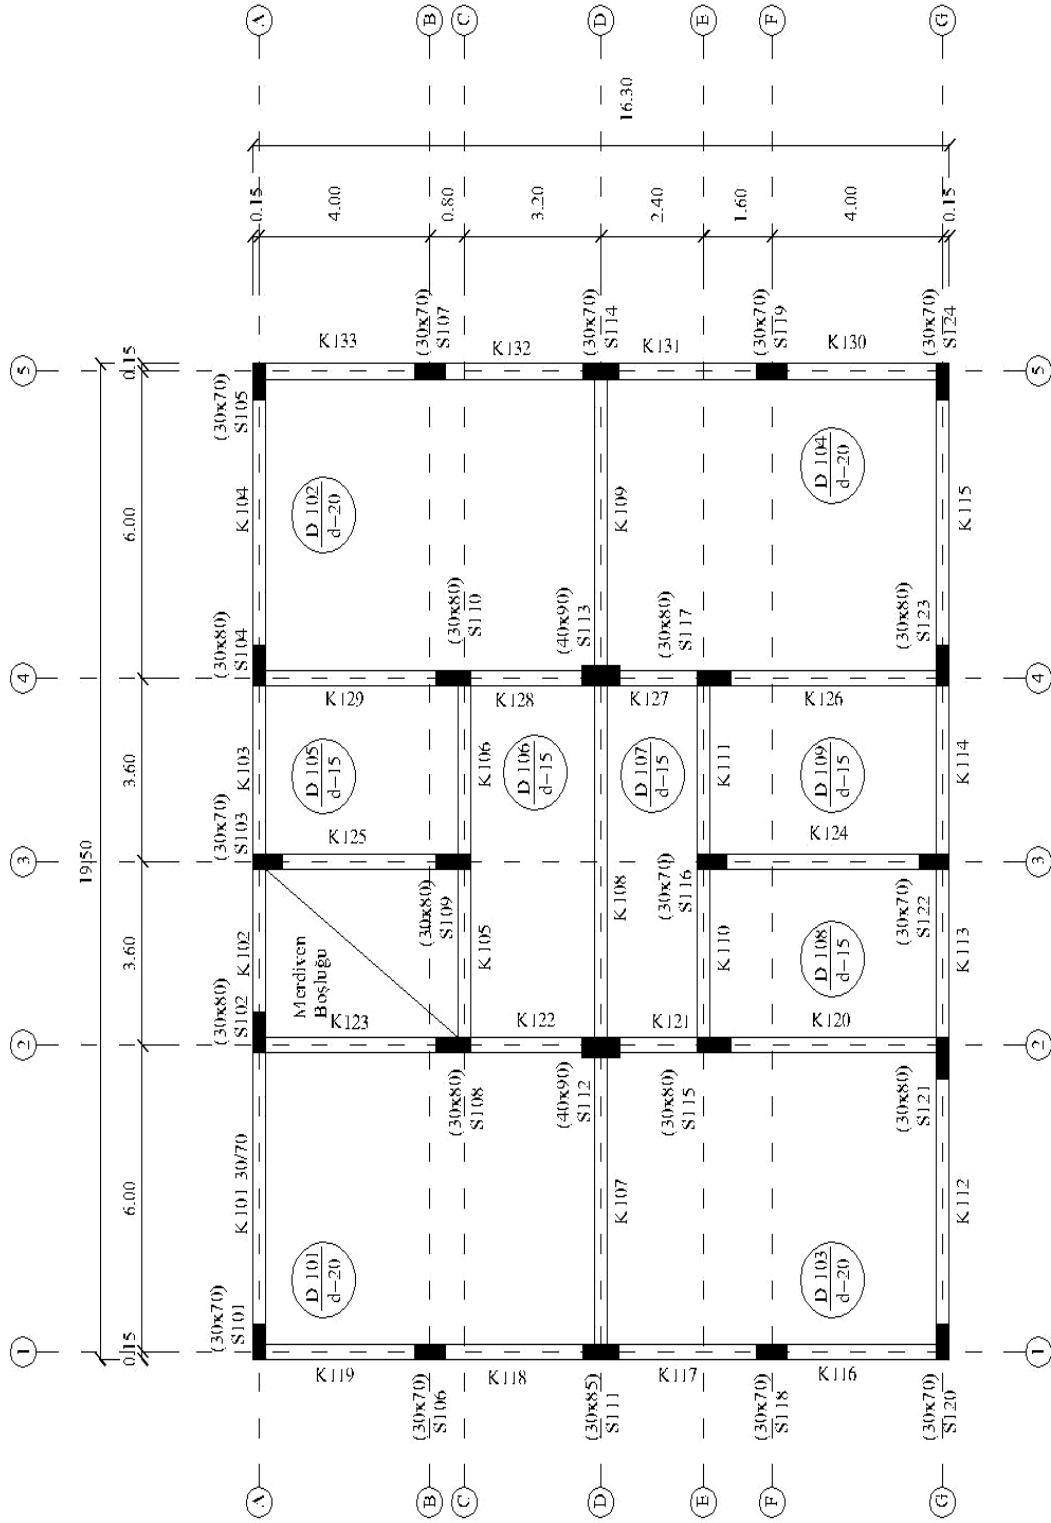 A
B
C
D
E
F
G
16.30
0.15
4.00
0.80
3.20
2.40
1.60
4.00
0.15
5
0.15
K133
(30x70)
S107
K132
(30x70)
S114
K131
(30x70)
S119
K130
(30x70)
S124
5
(30x70)
S105
6.00
K104
D 102
d-20
K109
D 104
d-20
K115
(30x80)
S104
(30x80)
S110
(40x90)
S113
(30x80)
S117
(30x80)
S123
4
K129
K128
K127
K126
4
3.60
K103
D 105
d-15
K106
D 106
d-15
D 107
d-15
K111
D 109
d-15
K114
(30x70)
S103
K125
K124
3
19.50
(30x80)
S109
K108
(30x70)
S116
(30x70)
S122
3
3.60
K102
Merdiven
Boşluğu
K105
K110
D 108
d-15
K113
(30x80)
S102
K123
K122
K121
K120
2
(30x80)
S108
(40x90)
S112
(30x80)
S115
(30x80)
S121
2
6.00
K101 30/70
K107
K112
D 101
d-20
D 103
d-20
(30x70)
S101
1
0.15
K119
K118
K117
K116
1
(30x70)
S106
(30x85)
S111
(30x70)
S118
(30x70)
S120
A
B
C
D
E
F
G